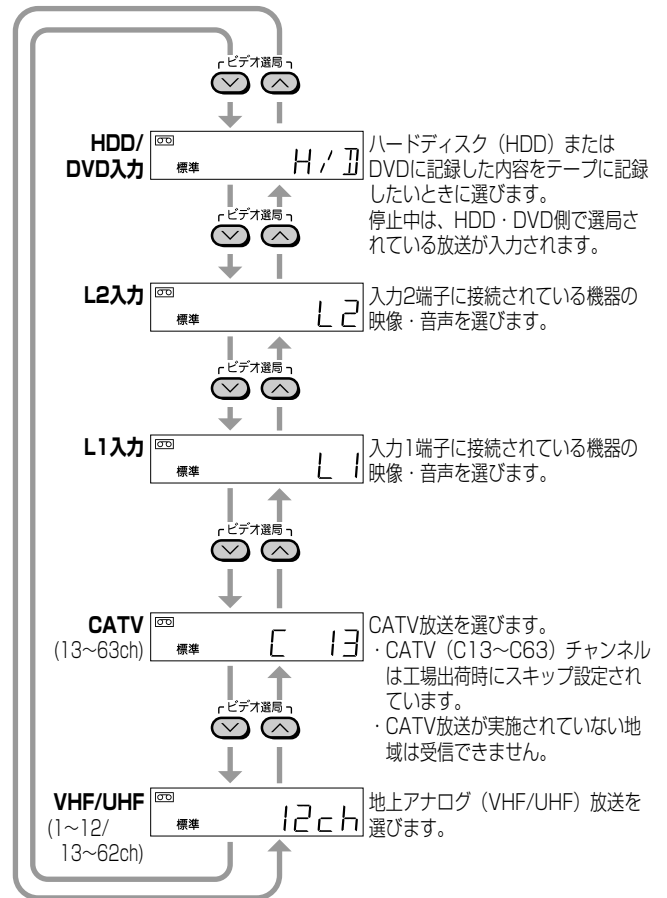 ビデオ選局
HDD/
DVD入力
標準
H/D
ハードディスク（HDD）または
DVDに記録した内容をテープに記録
したいときに選びます。
停止中は、HDD・DVD側で選局さ
れている放送が入力されます。
ビデオ選局
L2入力
標準
L2
入力2端子に接続されている機器の
映像・音声を選びます。
ビデオ選局
L1入力
標準
L1
入力1端子に接続されている機器の
映像・音声を選びます。
ビデオ選局
CATV
(13~63ch)
標準
C 13
CATV放送を選びます。
・CATV（C13~C63）チャンネル
は工場出荷時にスキップ設定され
ています。
・CATV放送が実施されていない地
域は受信できません。
ビデオ選局
VHF/UHF
(1~12/
13~62ch)
標準
12ch
地上アナログ（VHF/UHF）放送を
選びます。